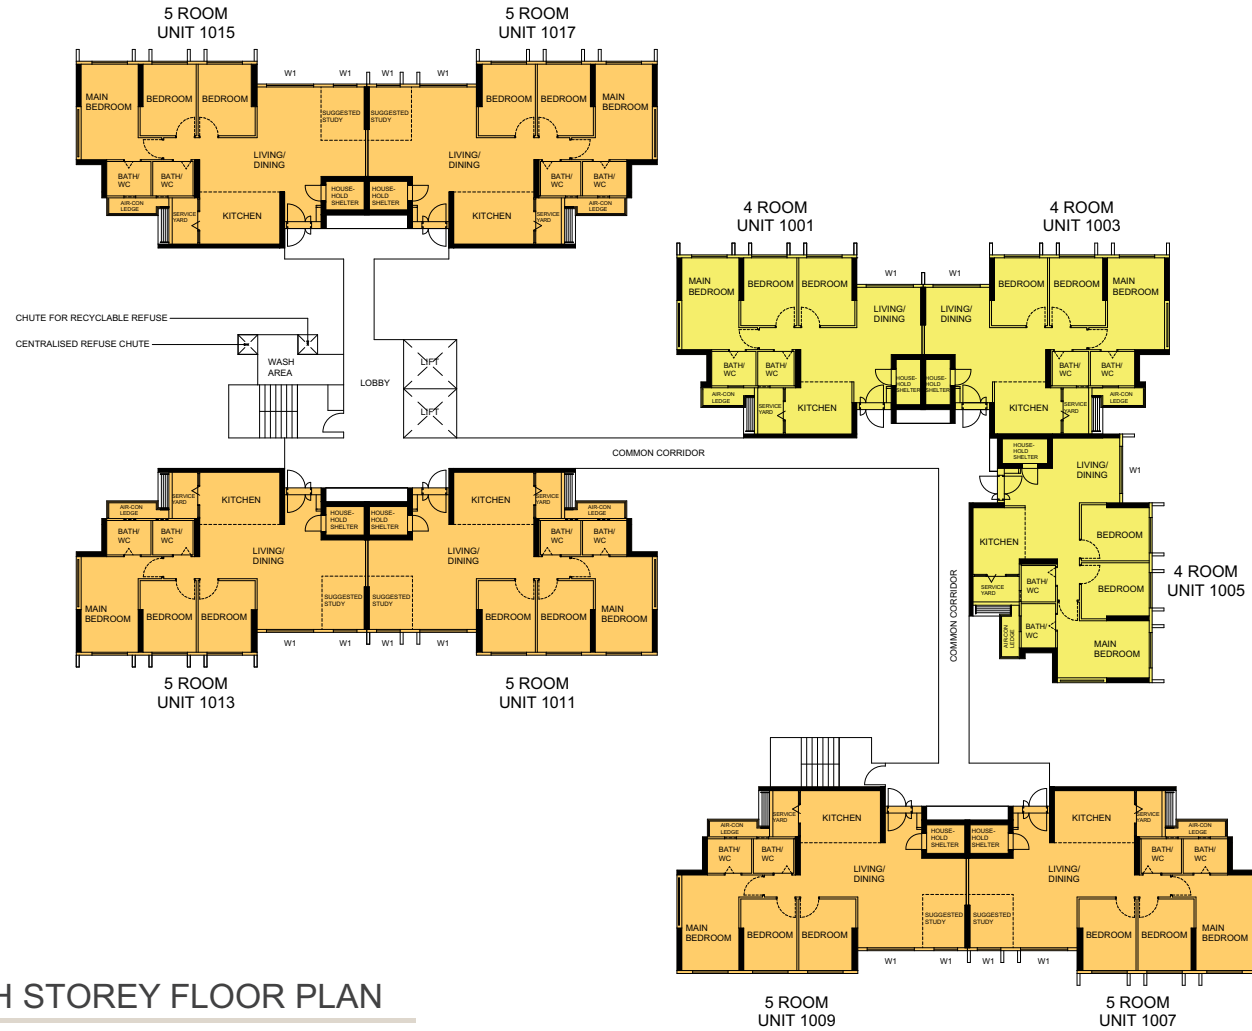 5 ROOM
UNIT 1015
5 ROOM
UNIT 1017
W1
W1
W1
W1
MAIN
BEDROOM
BEDROOM
BEDROOM
SUGGESTED
STUDY
SUGGESTED
STUDY
BEDROOM
BEDROOM
MAIN
BEDROOM
LIVING/
DINING
LIVING/
DINING
BATH/
WC
BATH/
WC
BATH/
WC
BATH/
WC
HOUSE-
HOLD
SHELTER
HOUSE-
HOLD
SHELTER
AIR-CON
LEDGE
SERVICE
YARD
KITCHEN
KITCHEN
SERVICE
YARD
AIR-CON
LEDGE
4 ROOM
UNIT 1001
4 ROOM
UNIT 1003
W1
W1
MAIN
BEDROOM
BEDROOM
BEDROOM
LIVING/
DINING
LIVING/
DINING
BEDROOM
BEDROOM
MAIN
BEDROOM
BATH/
WC
BATH/
WC
HOUSE-
HOLD
SHELTER
HOUSE-
HOLD
SHELTER
BATH/
WC
BATH/
WC
AIR-CON
LEDGE
SERVICE
YARD
KITCHEN
KITCHEN
SERVICE
YARD
AIR-CON
LEDGE
CHUTE FOR RECYCLABLE REFUSE
CENTRALISED REFUSE CHUTE
WASH
AREA
LOBBY
LIFT
LIFT
COMMON CORRIDOR
HOUSE-
HOLD
SHELTER
LIVING/
DINING
W1
KITCHEN
BEDROOM
BEDROOM
SERVICE
YARD
BATH/
WC
BATH/
WC
AIR-CON
LEDGE
MAIN
BEDROOM
4 ROOM
UNIT 1005
COMMON CORRIDOR
AIR-CON
LEDGE
SERVICE
YARD
KITCHEN
KITCHEN
SERVICE
YARD
AIR-CON
LEDGE
HOUSE-
HOLD
SHELTER
HOUSE-
HOLD
SHELTER
BATH/
WC
BATH/
WC
BATH/
WC
BATH/
WC
LIVING/
DINING
LIVING/
DINING
MAIN
BEDROOM
BEDROOM
BEDROOM
SUGGESTED
STUDY
SUGGESTED
STUDY
BEDROOM
BEDROOM
MAIN
BEDROOM
W1
W1
W1
W1
5 ROOM
UNIT 1013
5 ROOM
UNIT 1011
AIR-CON
LEDGE
SERVICE
YARD
KITCHEN
KITCHEN
SERVICE
YARD
AIR-CON
LEDGE
HOUSE-
HOLD
SHELTER
HOUSE-
HOLD
SHELTER
BATH/
WC
BATH/
WC
BATH/
WC
BATH/
WC
LIVING/
DINING
LIVING/
DINING
MAIN
BEDROOM
BEDROOM
BEDROOM
SUGGESTED
STUDY
SUGGESTED
STUDY
BEDROOM
BEDROOM
MAIN
BEDROOM
W1
W1
W1
W1
5 ROOM
UNIT 1009
5 ROOM
UNIT 1007
H STOREY FLOOR PLAN